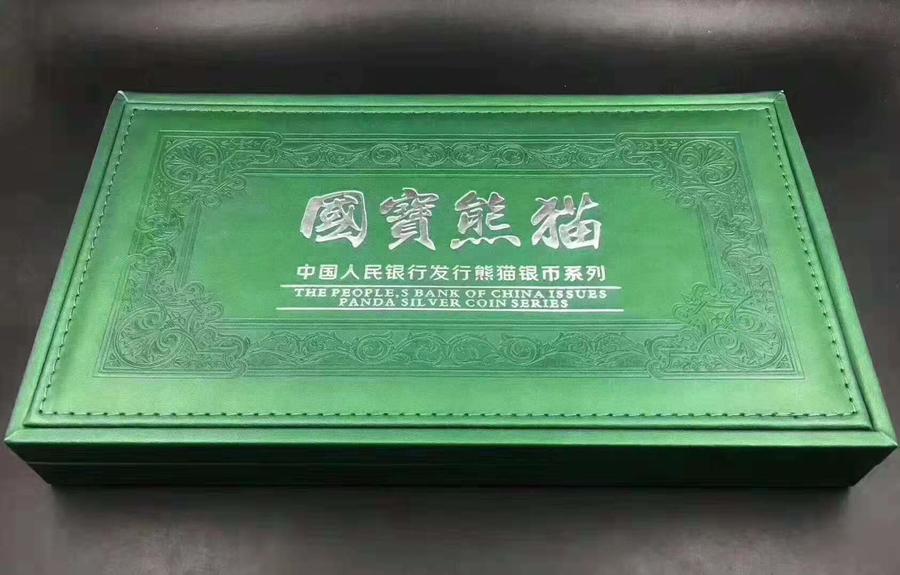 國寶熊猫
中国人民银行发行熊猫银币系列
THE PEOPLE,S BANK OF CHINA ISSUES
PANDA SILVER COIN SERIES